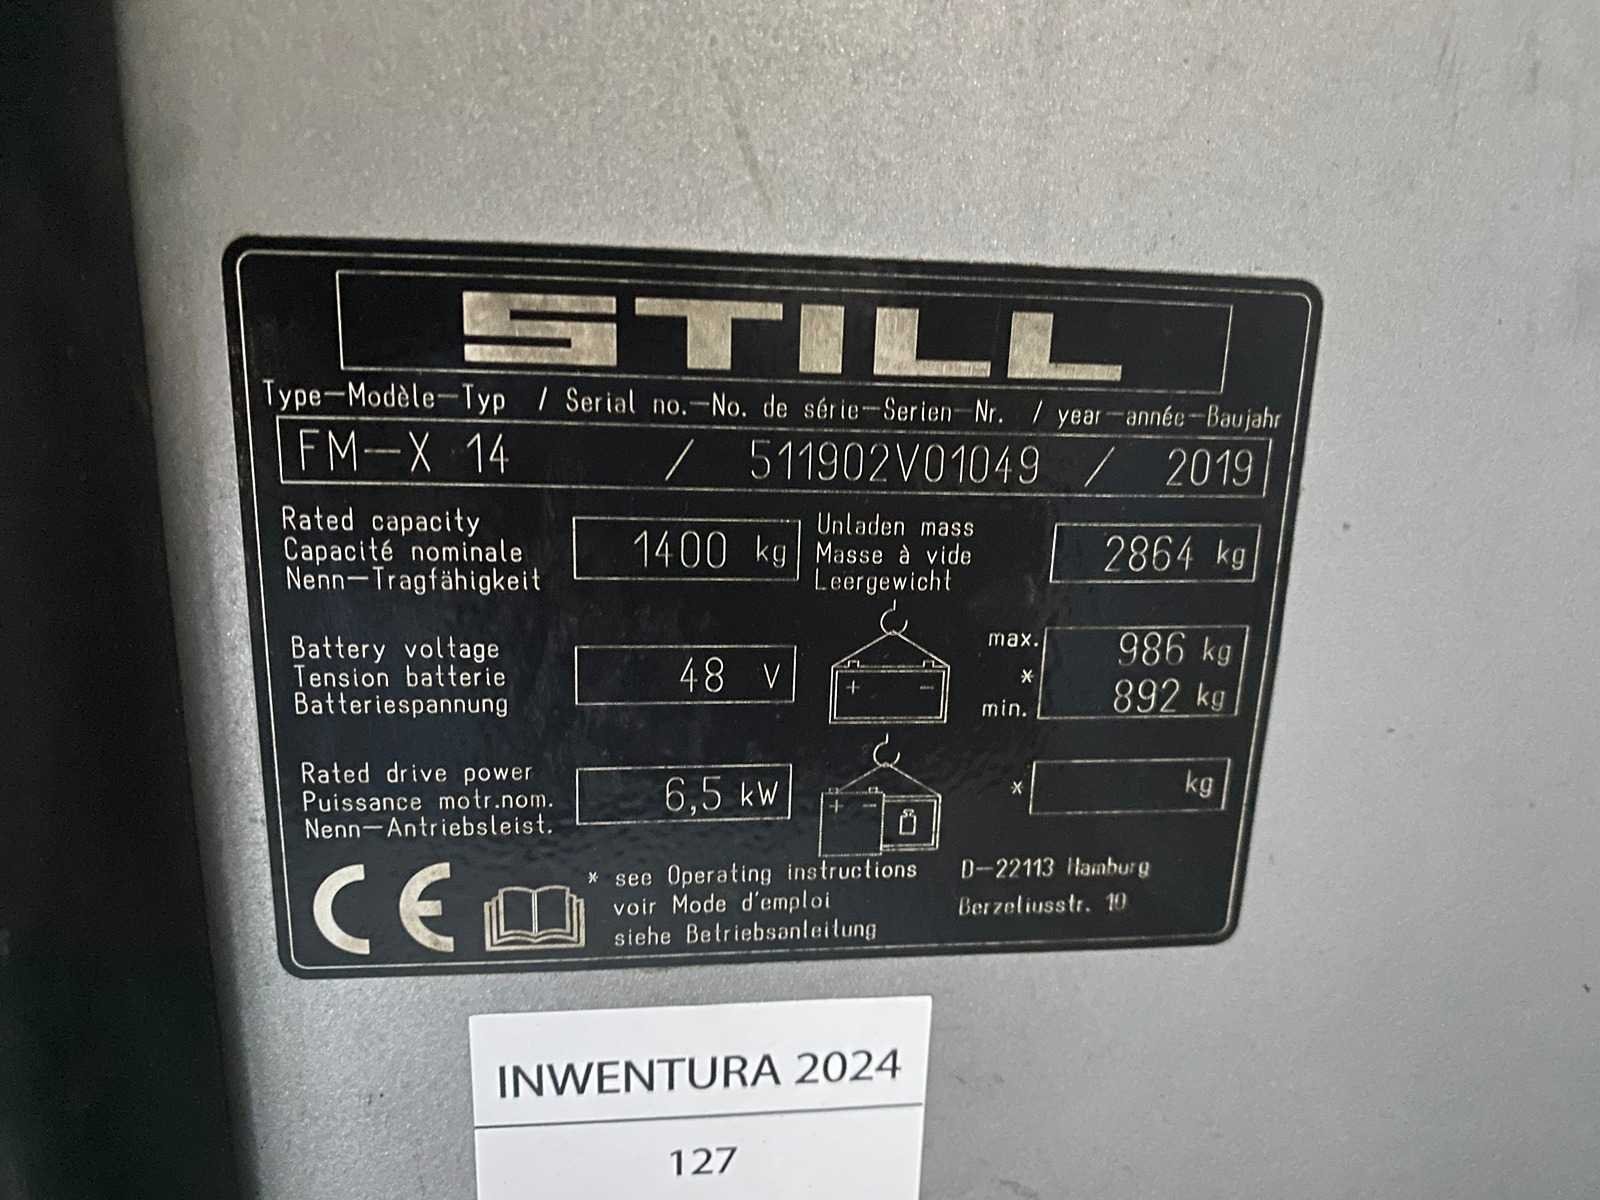 STILL
Type-Modèle-Typ / Serial no.-No. de série-Serien-Nr. / year-année-Baujahr
FM-X 14 / 511902V01049 / 2019
Rated capacity
Capacité nominale
Nenn-Tragfähigkeit
1400 kg
Unladen mass
Masse à vide
Leergewicht
2864 kg
Battery voltage
Tension batterie
Batteriespannung
48 V
+ -
max. 986 kg
*
min. 892 kg
Rated drive power
Puissance motr.nom.
Nenn-Antriebsleist.
6,5 kW
+ -
* kg
CE
* see Operating instructions
voir Mode d'emploi
siehe Betriebsanleitung
D-22113 Hamburg
Berzeliusstr. 10
INWENTURA 2024
127